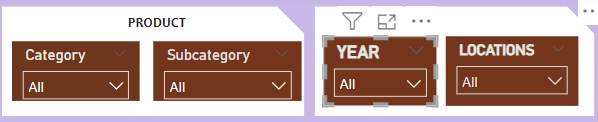 PRODUCT
Category
All
Subcategory
All
YEAR
All
LOCATIONS
All